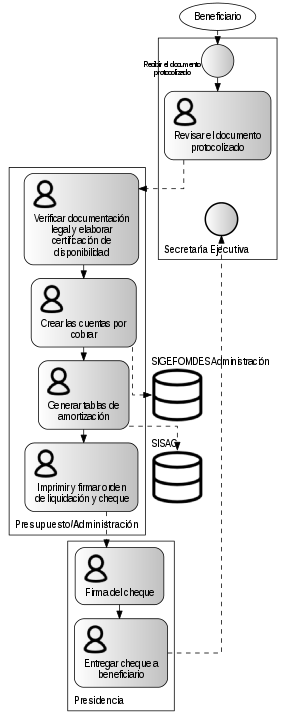 Beneficiario
Recibir el documento
protocolizado
Revisar el documento
protocolizado
Secretaría Ejecutiva
Verificar documentación
legal y elaborar
certificación de
disponibilidad
Crear las cuentas por
cobrar
SIGEFOMDES Administración
Generar tablas de
amortización
SISAG
Imprimir y firmar orden
de liquidación y cheque
Presupuesto/Administración
Firma del cheque
Entregar cheque a
beneficiario
Presidencia